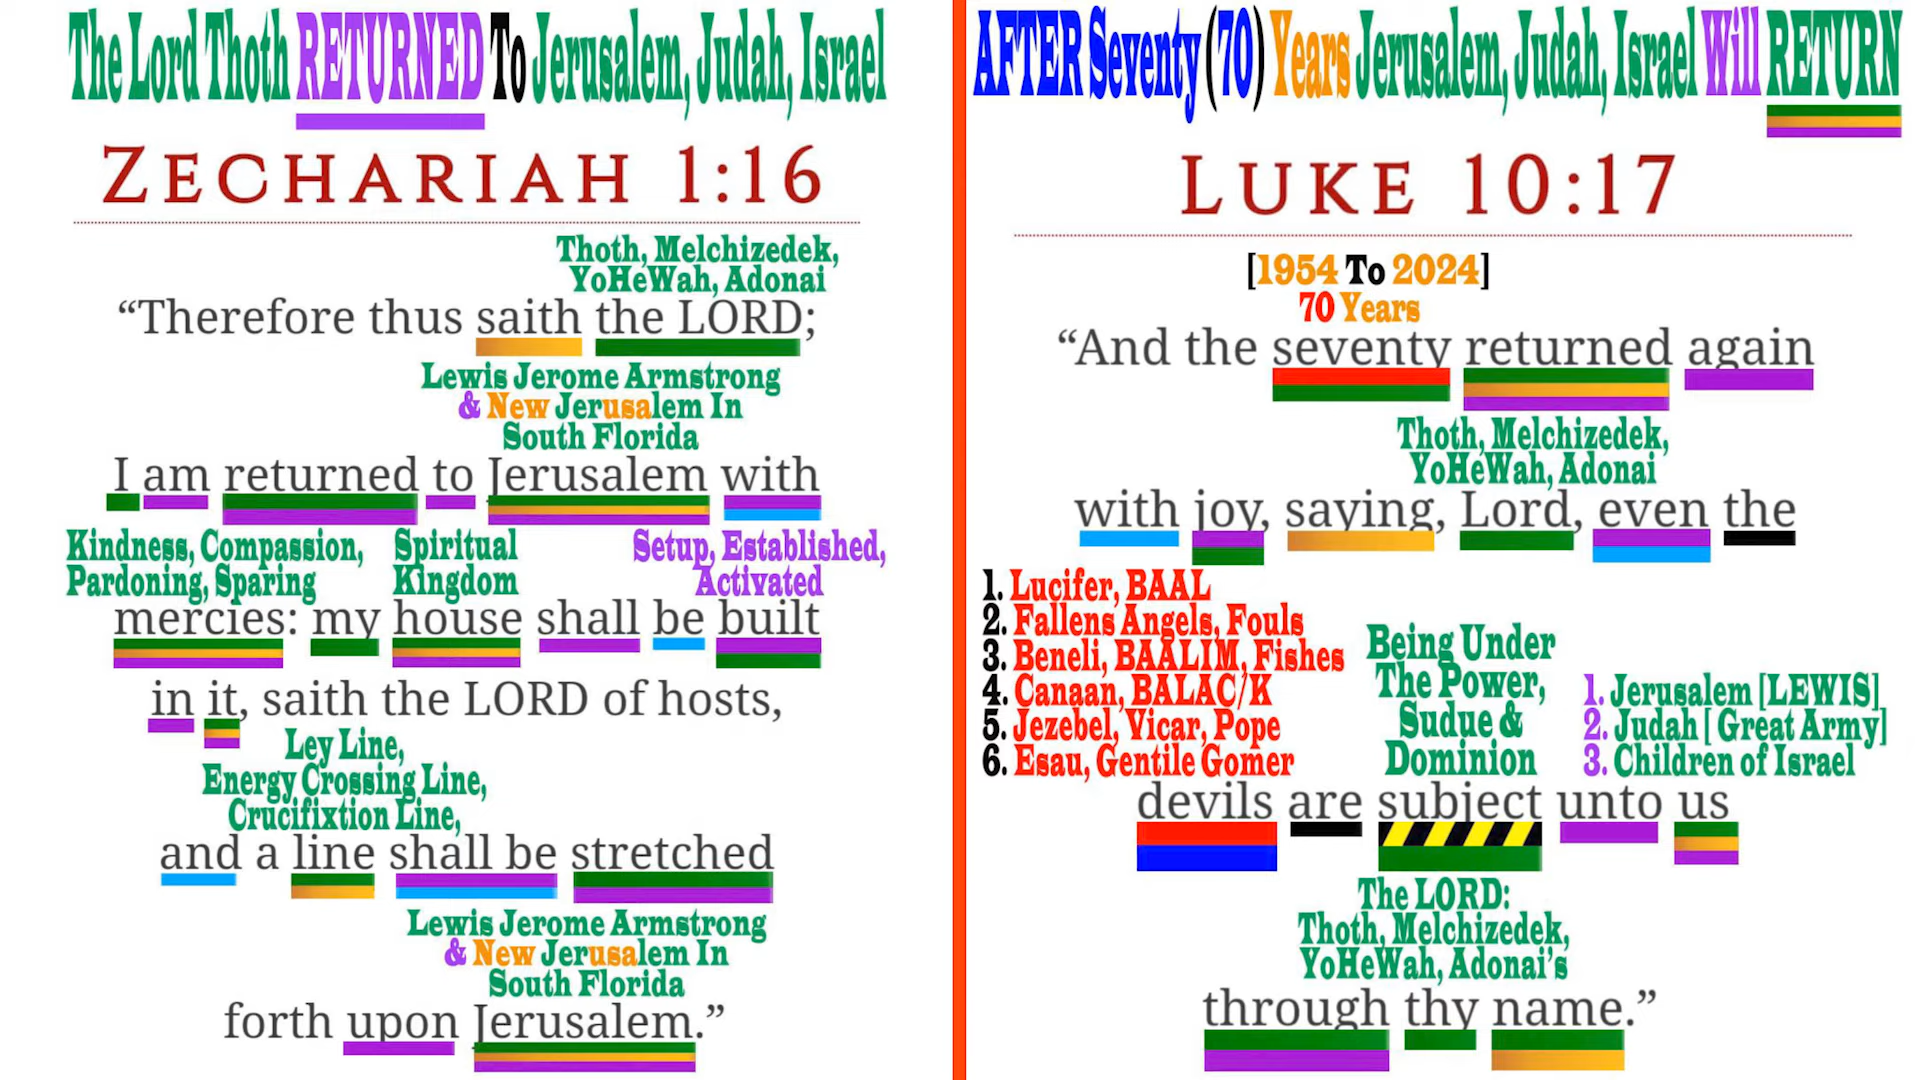 The Lord Thoth RETURNED To Jerusalem, Judah, Israel
ZECHARIAH 1:16
Thoth, Melchizedek,
YoHeWah, Adonai
“Therefore thus saith the LORD;
Lewis Jerome Armstrong
& New Jerusalem In
South Florida
I am returned to Jerusalem with
Kindness, Compassion,
Pardoning, Sparing
Spiritual
Kingdom
Setup, Established,
Activated
mercies: my house shall be built
in it, saith the LORD of hosts,
Ley Line,
Energy Crossing Line,
Crucifixtion Line,
and a line shall be stretched
Lewis Jerome Armstrong
& New Jerusalem In
South Florida
forth upon Jerusalem.”
AFTER Seventy (70) Years Jerusalem, Judah, Israel Will RETURN
LUKE 10:17
[1954 To 2024]
70 Years
“And the seventy returned again
Thoth, Melchizedek,
YoHeWah, Adonai
with joy, saying, Lord, even the
1. Lucifer, BAAL
2. Fallens Angels, Fouls
3. Beneli, BAALIM, Fishes
4. Canaan, BALAC/K
5. Jezebel, Vicar, Pope
6. Esau, Gentile Gomer
Being Under
The Power,
Sudue &
Dominion
1. Jerusalem [LEWIS]
2. Judah [ Great Army]
3. Children of Israel
devils are subject unto us
The LORD:
Thoth, Melchizedek,
YoHeWah, Adonai’s
through thy name.”